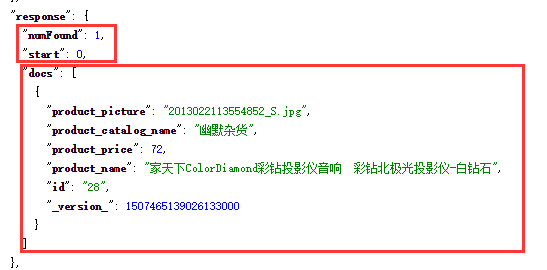 "response": {
"numFound": 1,
"start": 0,
"docs": [
{
"product_picture": "2013022113554852_S.jpg",
"product_catalog_name": "幽默杂货",
"product_price": 72,
"product_name": "家天下ColorDiamond彩钻投影仪音响　彩钻北极光投影仪-白钻石",
"id": "28",
"_version_": 1507465139026133000
}
]
},